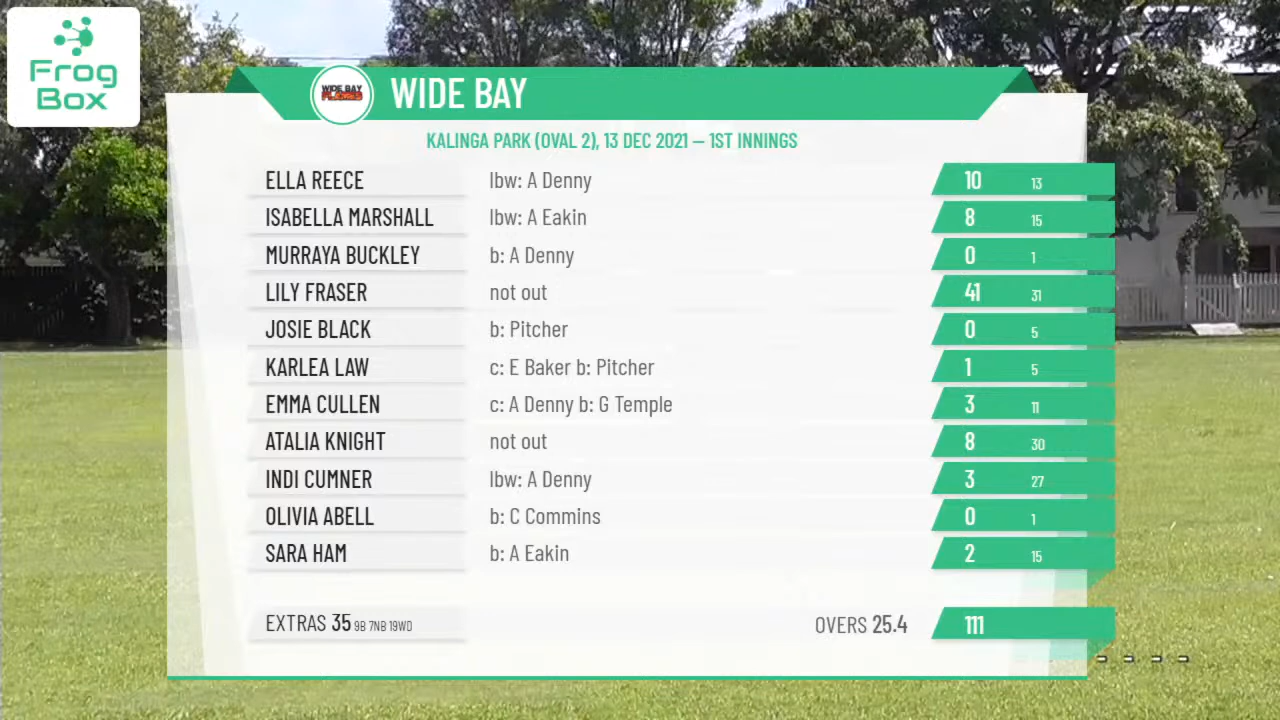 Frog
Box
WIDE BAY
WIDE BAY
KALINGA PARK (OVAL 2), 13 DEC 2021 – 1ST INNINGS
ELLA REECE lbw: A Denny 10 13
ISABELLA MARSHALL lbw: A Eakin 8 15
MURRAYA BUCKLEY b: A Denny 0 1
LILY FRASER not out 41 31
JOSIE BLACK b: Pitcher 0 5
KARLEA LAW c: E Baker b: Pitcher 1 5
EMMA CULLEN c: A Denny b: G Temple 3 11
ATALIA KNIGHT not out 8 30
INDI CUMNER lbw: A Denny 3 27
OLIVIA ABELL b: C Commins 0 1
SARA HAM b: A Eakin 2 15
EXTRAS 35 9B 7NB 19WD OVERS 25.4 111